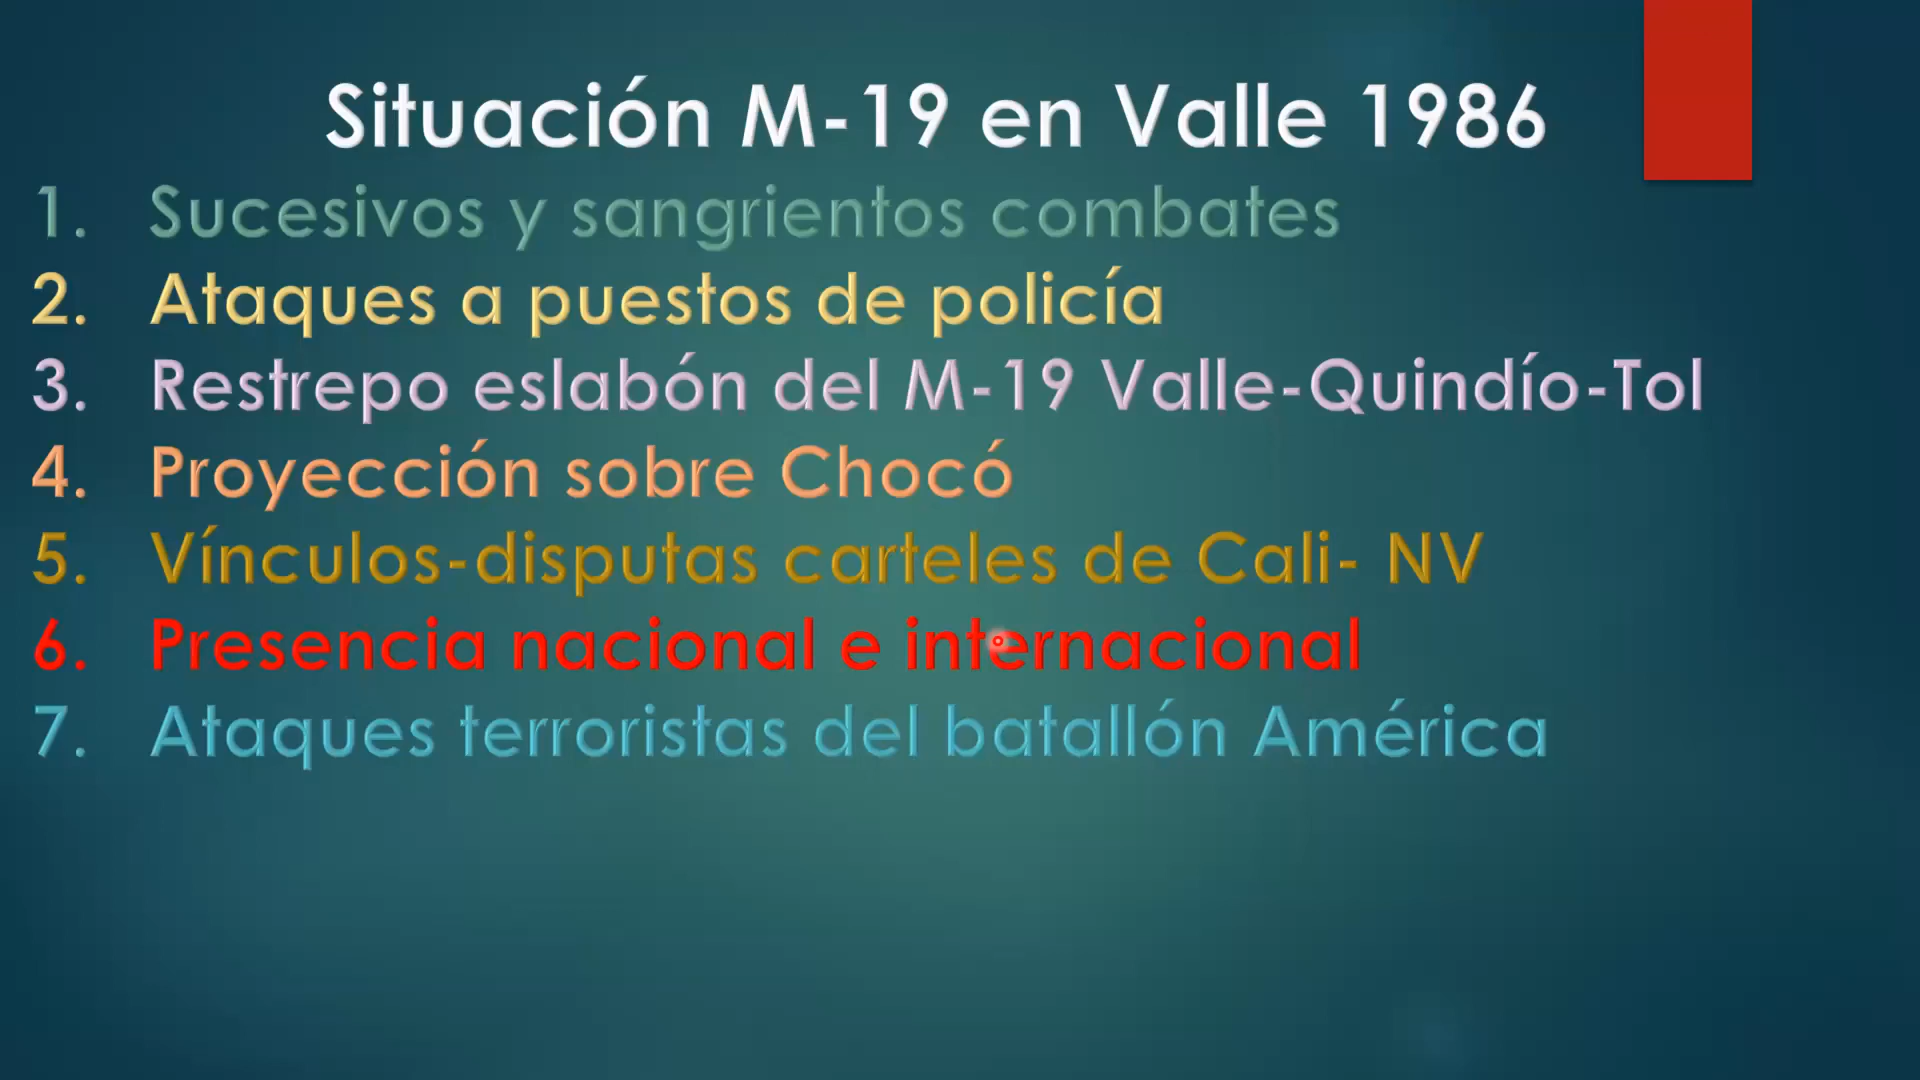 Situación M-19 en Valle 1986
1. Sucesivos y sangrientos combates
2. Ataques a puestos de policía
3. Restrepo eslabón del M-19 Valle-Quindío-Tol
4. Proyección sobre Chocó
5. Vínculos-disputas carteles de Cali- NV
6. Presencia nacional e internacional
7. Ataques terroristas del batallón América